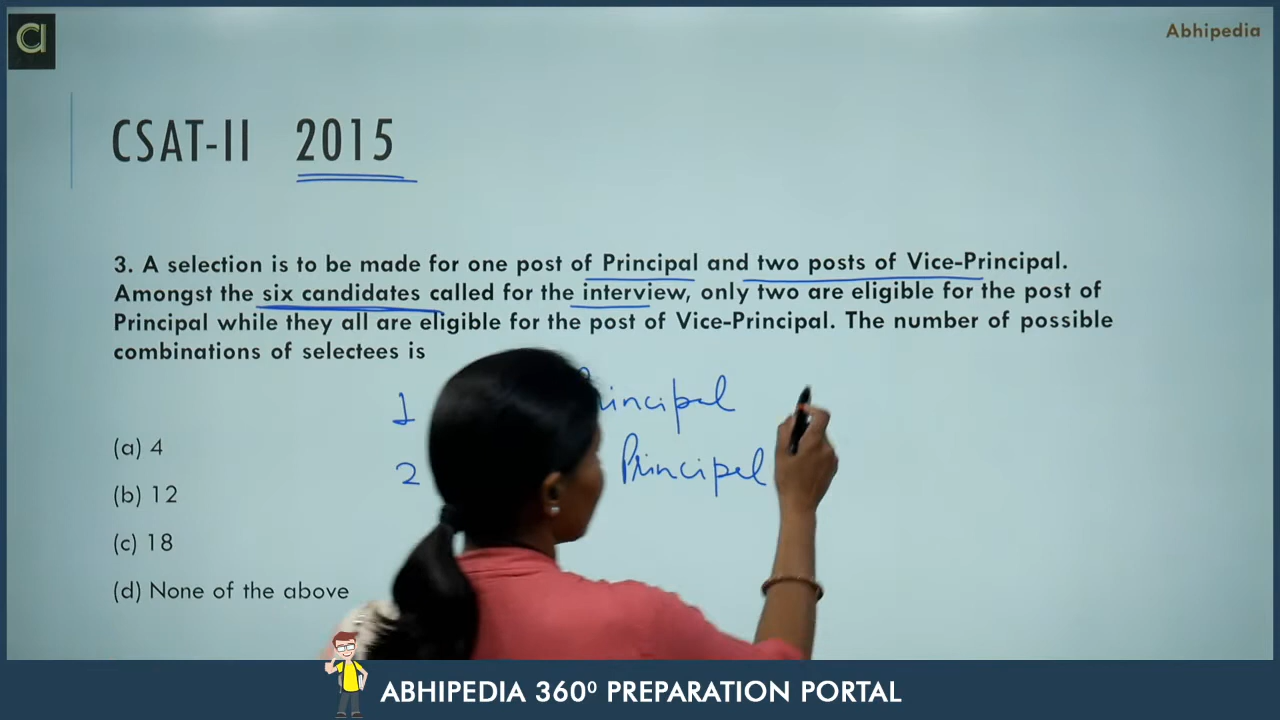 Abhipedia
CSAT-II 2015
3. A selection is to be made for one post of Principal and two posts of Vice-Principal.
Amongst the six candidates called for the interview, only two are eligible for the post of
Principal while they all are eligible for the post of Vice-Principal. The number of possible
combinations of selectees is
1 Principal
2 Principal
(a) 4
(b) 12
(c) 18
(d) None of the above
ABHIPEDIA 360⁰ PREPARATION PORTAL